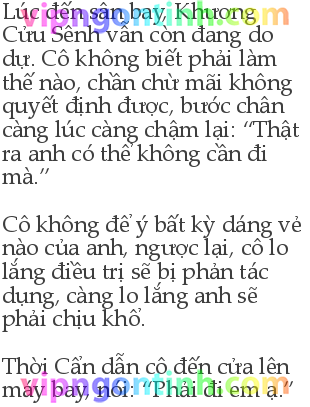 Lúc đến sân bay, Khương
Cửu Sênh vẫn còn đang do
dự. Cô không biết phải làm
thế nào, chần chừ mãi không
quyết định được, bước chân
càng lúc càng chậm lại: “Thật
ra anh có thể không cần đi
mà.”
Cô không để ý bất kỳ dáng vẻ
nào của anh, ngược lại, cô lo
lắng điều trị sẽ bị phản tác
dụng, càng lo lắng anh sẽ
phải chịu khổ.
Thời Cẩn dẫn cô đến cửa lên
máy bay, nói: “Phải đi em ạ.”
vipngontinh.com
vipngontinh.com